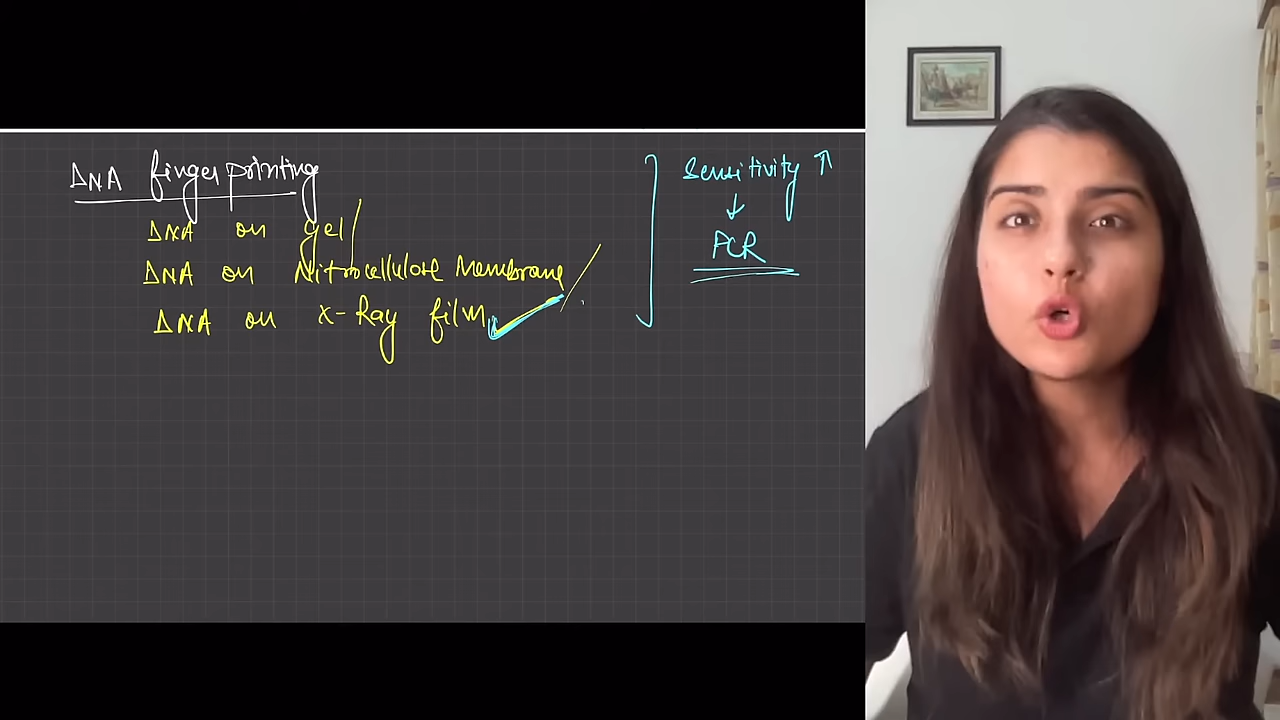 DNA fingerprinting
DNA on gel
DNA on Nitrocellulose Membrane
DNA on X-Ray film
Sensitivity ↑
↓
PCR